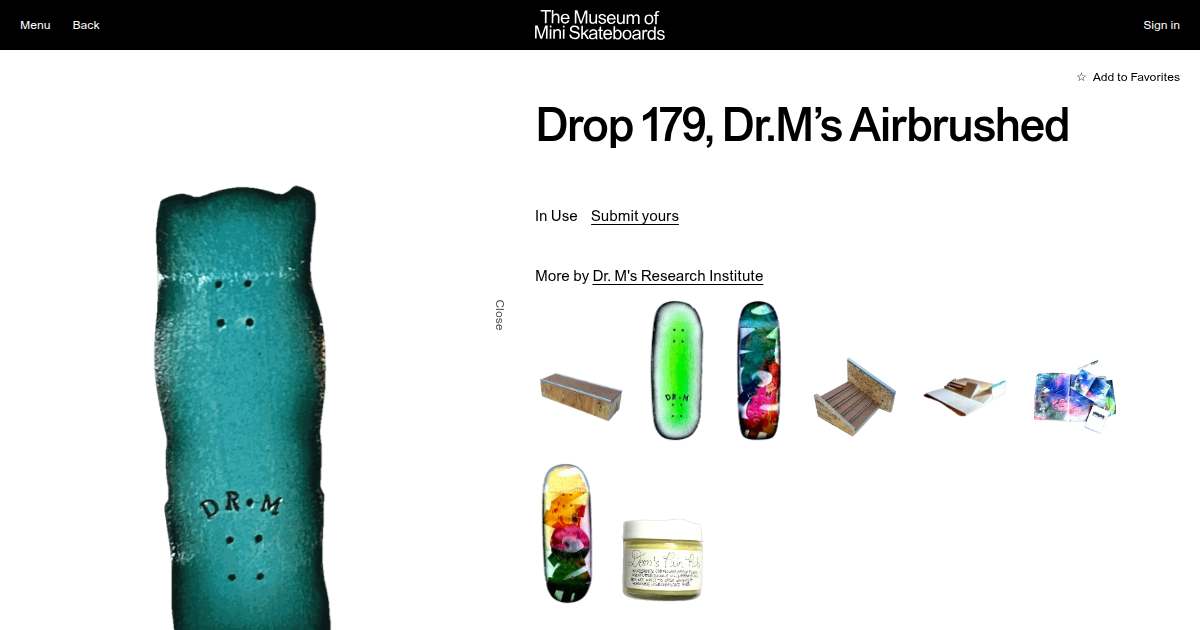 Menu Back
The Museum of
Mini Skateboards
Sign in
☆ Add to Favorites
Drop 179, Dr.M’s Airbrushed
In Use Submit yours
More by Dr. M's Research Institute
Close
DR•M
DR•M